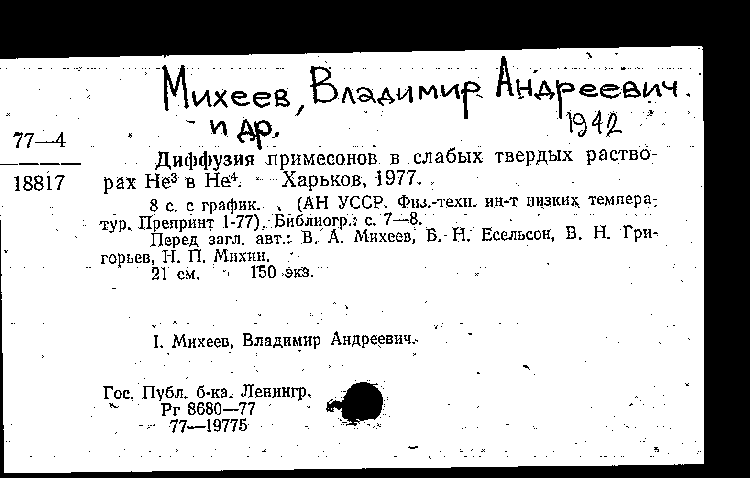 Михеев, Владимир Андреевич.
и др. 1942
77—4
18817
Диффузия примесонов в слабых твердых раство-
рах He³ в He⁴. Харьков, 1977.
8 с. с график. (АН УССР. Физ.-техн. ин-т низких темпера-
тур. Препринт 1-77). Библиогр.: с. 7—8.
Перед загл. авт.: В. А. Михеев, Б. Н. Есельсон, В. Н. Гри-
горьев, Н. П. Михин.
21 см. 150 экз.
I. Михеев, Владимир Андреевич.
Гос. Публ. б-ка. Ленингр.
Рг 8680—77
77—19775